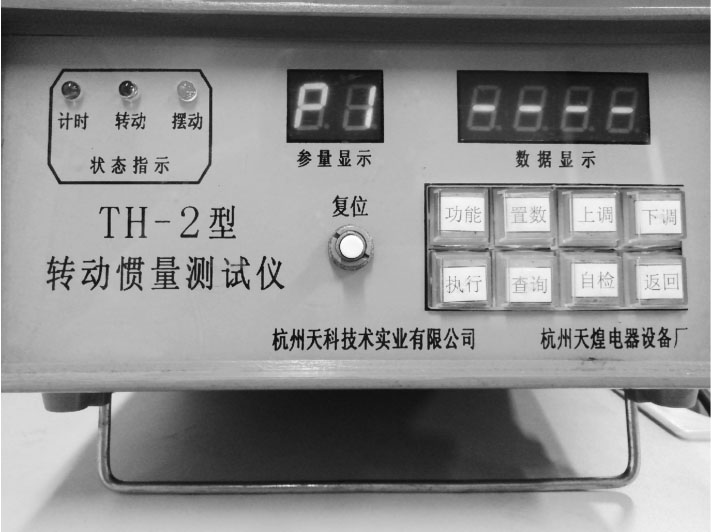 计时 转动 摆动
状态指示
P1
参量显示
----
数据显示
TH-2型
转动惯量测试仪
复位
功能 置数 上调 下调
执行 查询 自检 返回
杭州天科技术实业有限公司 杭州天煌电器设备厂